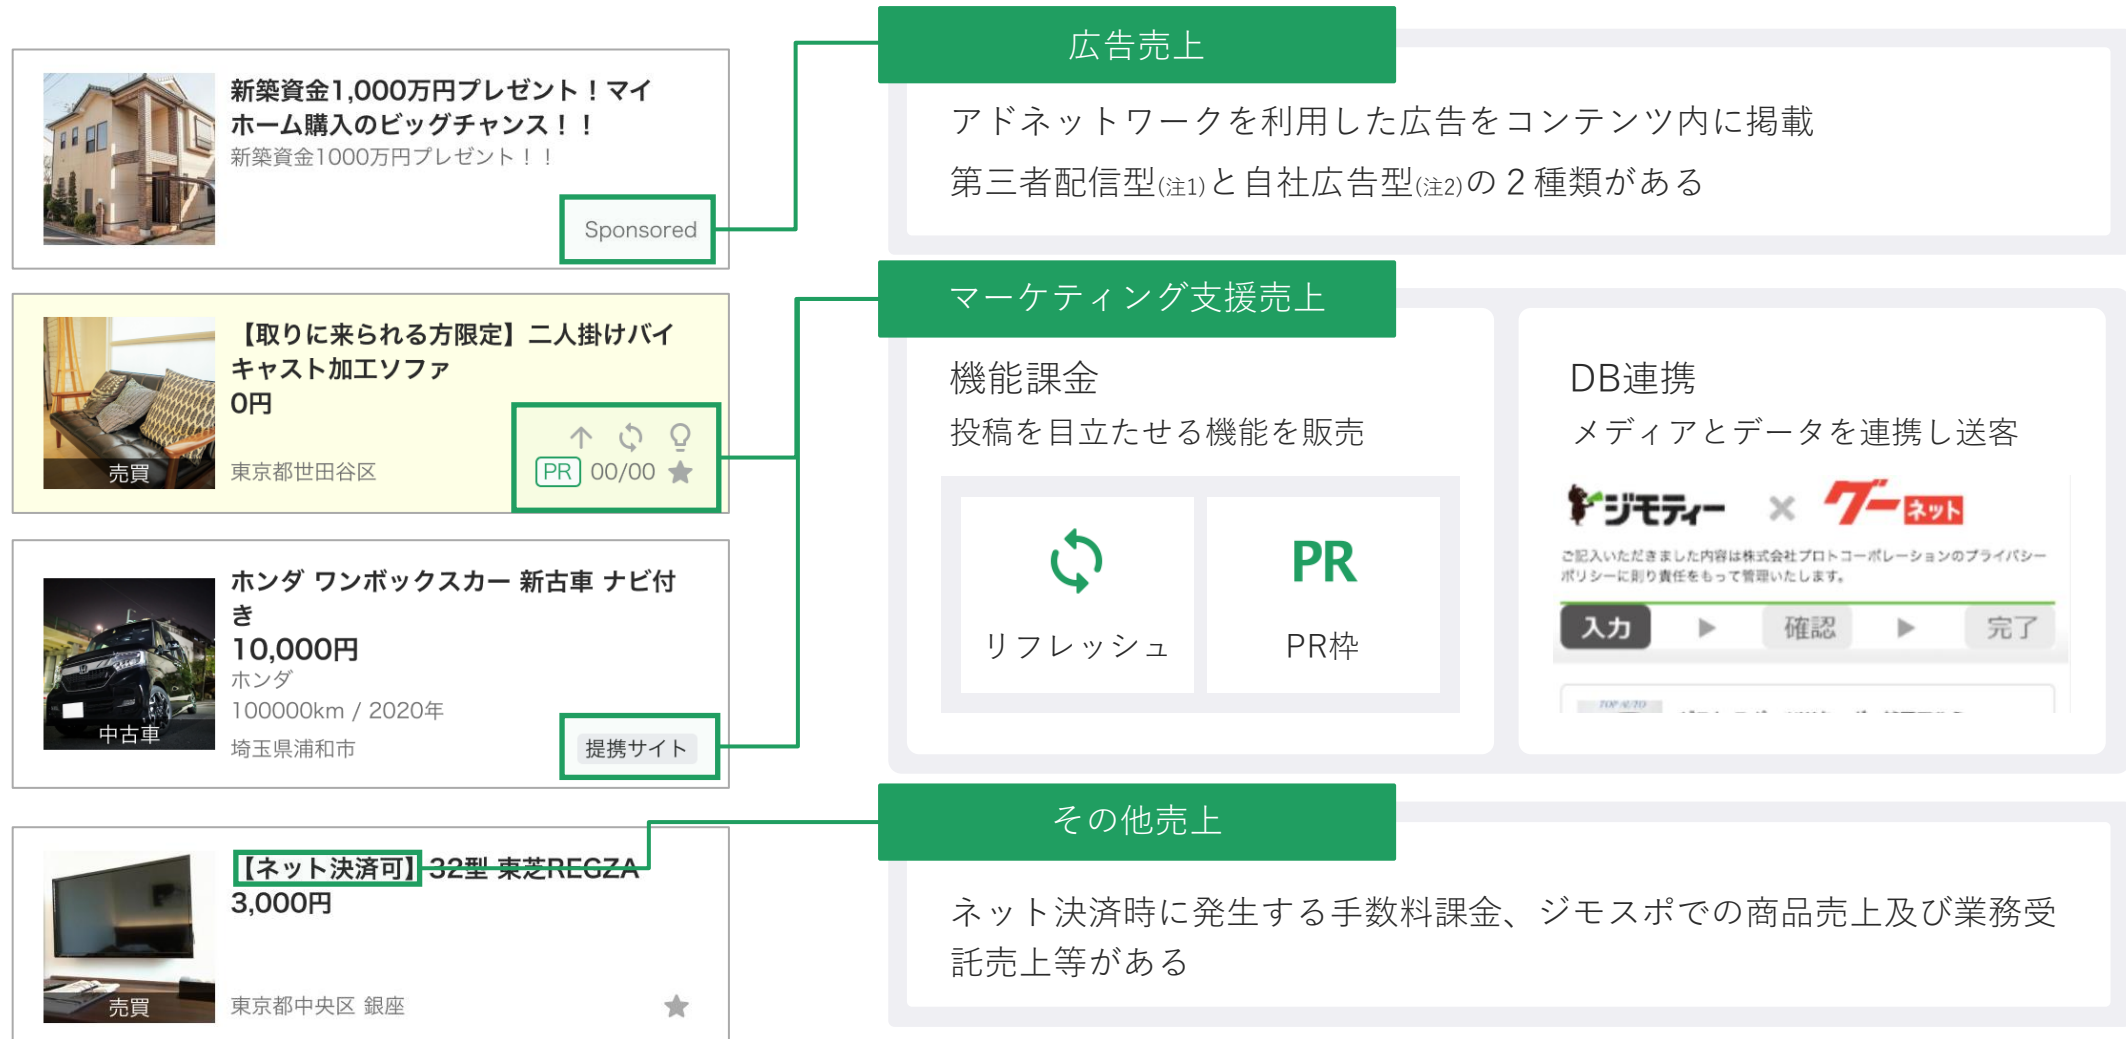 新築資金1,000万円プレゼント！マイ
ホーム購入のビッグチャンス！！
新築資金1000万円プレゼント！！
Sponsored
【取りに来られる方限定】二人掛けバイ
キャスト加工ソファ
0円
売買
東京都世田谷区
PR 00/00
ホンダ ワンボックスカー 新古車 ナビ付
き
10,000円
ホンダ
100000km / 2020年
中古車
埼玉県浦和市
提携サイト
【ネット決済可】32型 東芝REGZA
3,000円
売買
東京都中央区 銀座
広告売上
アドネットワークを利用した広告をコンテンツ内に掲載
第三者配信型(注1)と自社広告型(注2)の２種類がある
マーケティング支援売上
機能課金
投稿を目立たせる機能を販売
リフレッシュ
PR
PR枠
DB連携
メディアとデータを連携し送客
ジモティー × グーネット
ご記入いただきました内容は株式会社プロトコーポレーションのプライバシー
ポリシーに則り責任をもって管理いたします。
入力 ▶ 確認 ▶ 完了
TOP AUTO
その他売上
ネット決済時に発生する手数料課金、ジモスポでの商品売上及び業務受
託売上等がある